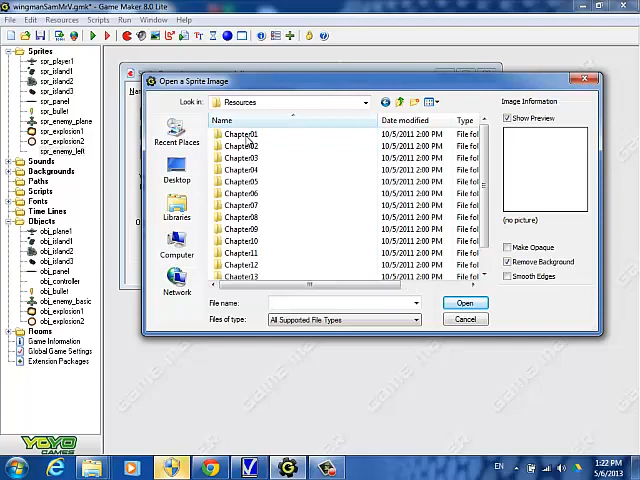 wingmanSamMrV.gmk* - Game Maker 8.0 Lite
File Edit Resources Scripts Run Window Help
Sprites
spr_player1
spr_island1
spr_island2
spr_island3
spr_panel
spr_bullet
spr_enemy_plane
spr_explosion1
spr_explosion2
spr_enemy_left
Sounds
Backgrounds
Paths
Scripts
Fonts
Time Lines
Objects
obj_plane1
obj_island1
obj_island2
obj_island3
obj_panel
obj_controller
obj_bullet
obj_enemy_basic
obj_explosion1
obj_explosion2
Rooms
Game Information
Global Game Settings
Extension Packages
YOYO
GAMES
Open a Sprite Image
Look in: Resources
Recent Places
Desktop
Libraries
Computer
Network
Name Date modified Type
Chapter01 10/5/2011 2:00 PM File fol
Chapter02 10/5/2011 2:00 PM File fol
Chapter03 10/5/2011 2:00 PM File fol
Chapter04 10/5/2011 2:00 PM File fol
Chapter05 10/5/2011 2:00 PM File fol
Chapter06 10/5/2011 2:00 PM File fol
Chapter07 10/5/2011 2:00 PM File fol
Chapter08 10/5/2011 2:00 PM File fol
Chapter09 10/5/2011 2:00 PM File fol
Chapter10 10/5/2011 2:00 PM File fol
Chapter11 10/5/2011 2:00 PM File fol
Chapter12 10/5/2011 2:00 PM File fol
Chapter13 10/5/2011 2:00 PM File fol
File name:
Open
Files of type: All Supported File Types
Cancel
Image Information
Show Preview
(no picture)
Make Opaque
Remove Background
Smooth Edges
EN
1:22 PM
5/6/2013